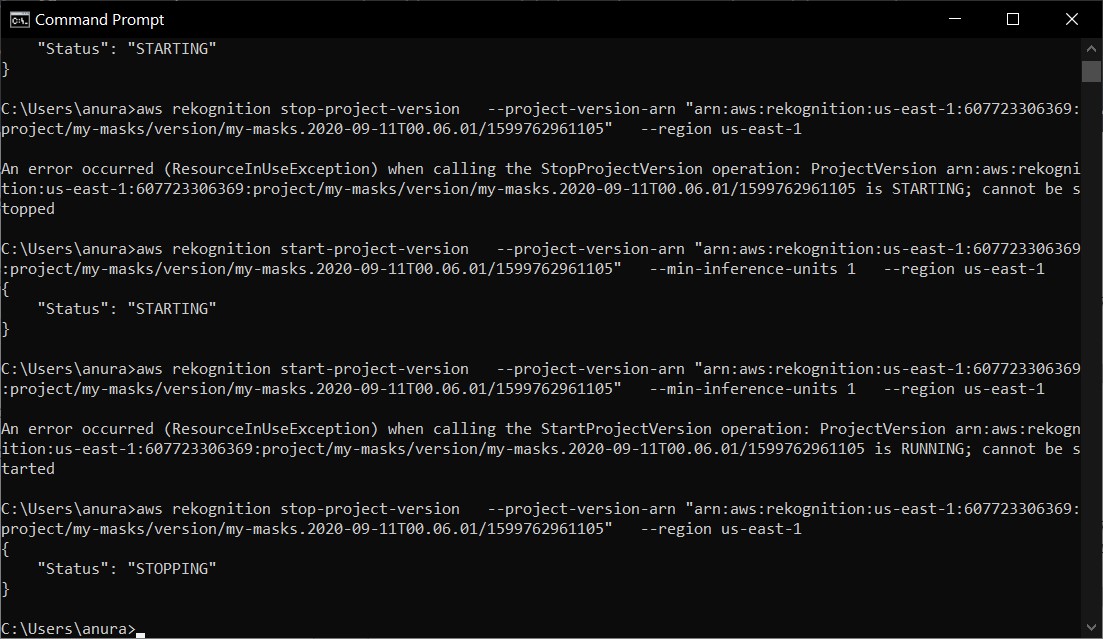 Command Prompt
    "Status": "STARTING"
}
C:\Users\anura>aws rekognition stop-project-version   --project-version-arn "arn:aws:rekognition:us-east-1:607723306369:
project/my-masks/version/my-masks.2020-09-11T00.06.01/1599762961105"   --region us-east-1
An error occurred (ResourceInUseException) when calling the StopProjectVersion operation: ProjectVersion arn:aws:rekogni
tion:us-east-1:607723306369:project/my-masks/version/my-masks.2020-09-11T00.06.01/1599762961105 is STARTING; cannot be s
topped
C:\Users\anura>aws rekognition start-project-version   --project-version-arn "arn:aws:rekognition:us-east-1:607723306369
:project/my-masks/version/my-masks.2020-09-11T00.06.01/1599762961105"   --min-inference-units 1   --region us-east-1
{
    "Status": "STARTING"
}
C:\Users\anura>aws rekognition start-project-version   --project-version-arn "arn:aws:rekognition:us-east-1:607723306369
:project/my-masks/version/my-masks.2020-09-11T00.06.01/1599762961105"   --min-inference-units 1   --region us-east-1
An error occurred (ResourceInUseException) when calling the StartProjectVersion operation: ProjectVersion arn:aws:rekogn
ition:us-east-1:607723306369:project/my-masks/version/my-masks.2020-09-11T00.06.01/1599762961105 is RUNNING; cannot be s
tarted
C:\Users\anura>aws rekognition stop-project-version   --project-version-arn "arn:aws:rekognition:us-east-1:607723306369:
project/my-masks/version/my-masks.2020-09-11T00.06.01/1599762961105"   --region us-east-1
{
    "Status": "STOPPING"
}
C:\Users\anura>